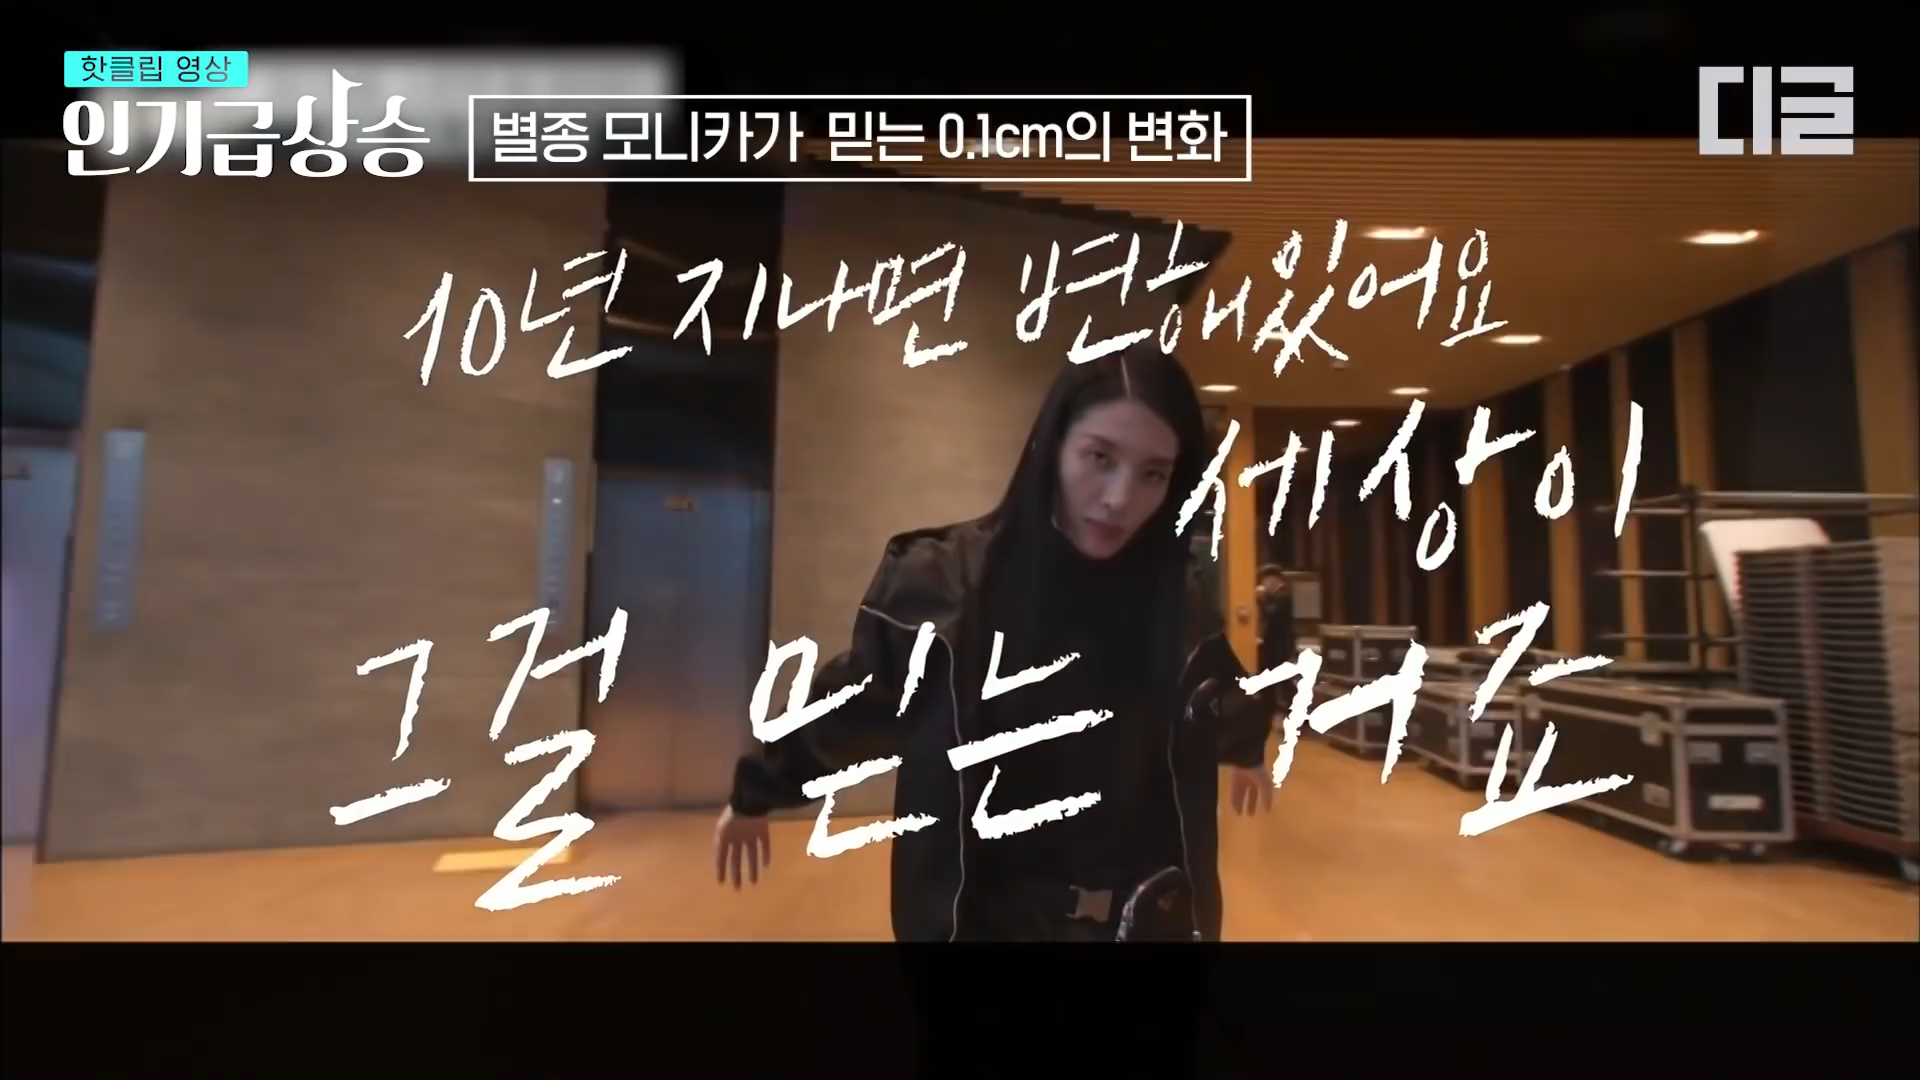 핫클립 영상
인기급상승
별종 모니카가 믿는 0.1cm의 변화
디글
10년 지나면 변해있어요
세상이
그걸 믿는 거죠